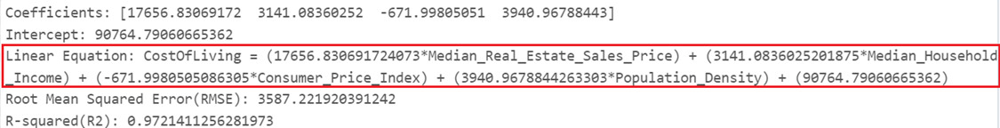 Coefficients: [17656.83069172  3141.08360252  -671.99805051  3940.96788443]
Intercept: 90764.79060665362
Linear Equation: CostOfLiving = (17656.830691724073*Median_Real_Estate_Sales_Price) + (3141.0836025201875*Median_Household
_Income) + (-671.9980505086305*Consumer_Price_Index) + (3940.9678844263303*Population_Density) + (90764.79060665362)
Root Mean Squared Error(RMSE): 3587.221920391242
R-squared(R2): 0.9721411256281973